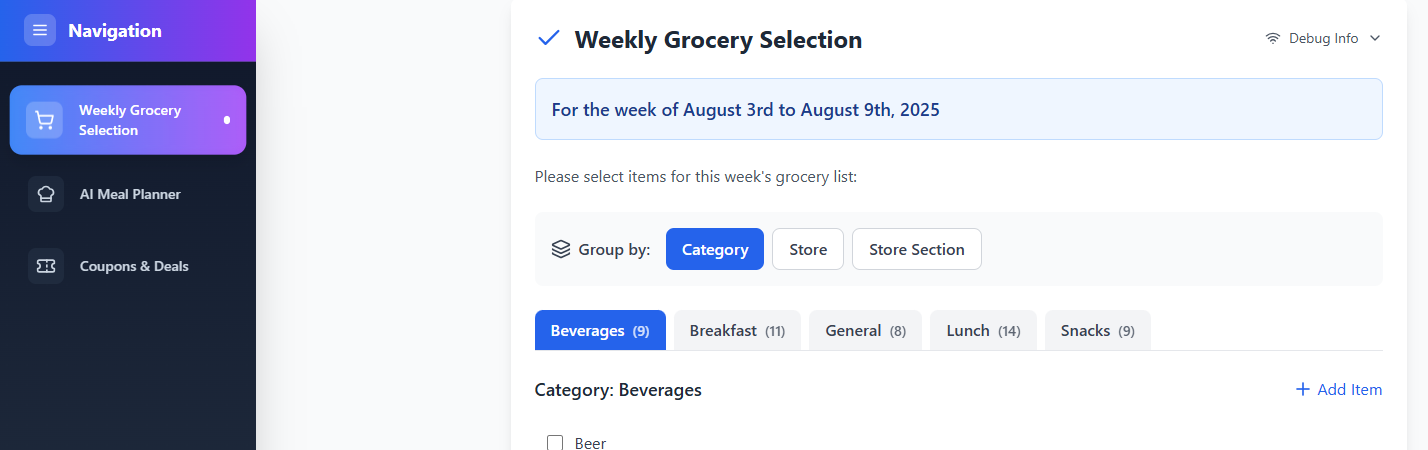 Navigation
Weekly Grocery
Selection
AI Meal Planner
Coupons & Deals
Weekly Grocery Selection
Debug Info
For the week of August 3rd to August 9th, 2025
Please select items for this week's grocery list:
Group by: Category Store Store Section
Beverages (9) Breakfast (11) General (8) Lunch (14) Snacks (9)
Category: Beverages
Add Item
Beer